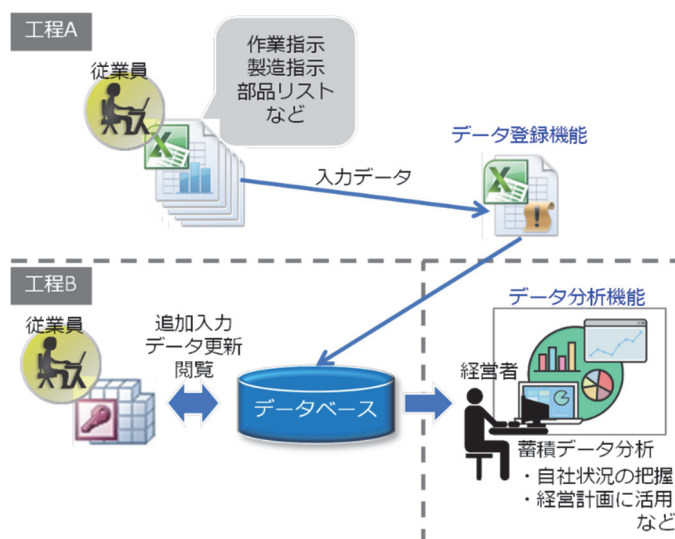 工程A
従業員
作業指示
製造指示
部品リスト
など
データ登録機能
入力データ
工程B
従業員
追加入力
データ更新
閲覧
データベース
データ分析機能
経営者
蓄積データ分析
・自社状況の把握
・経営計画に活用
など